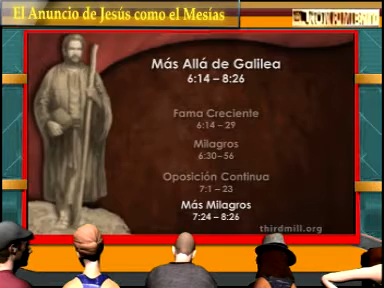 El Anuncio de Jesús como el Mesías
Más Allá de Galilea
6:14 – 8:26
Fama Creciente
6:14 – 29
Milagros
6:30–56
Oposición Continua
7:1 – 23
Más Milagros
7:24 – 8:26
thirdmill.org